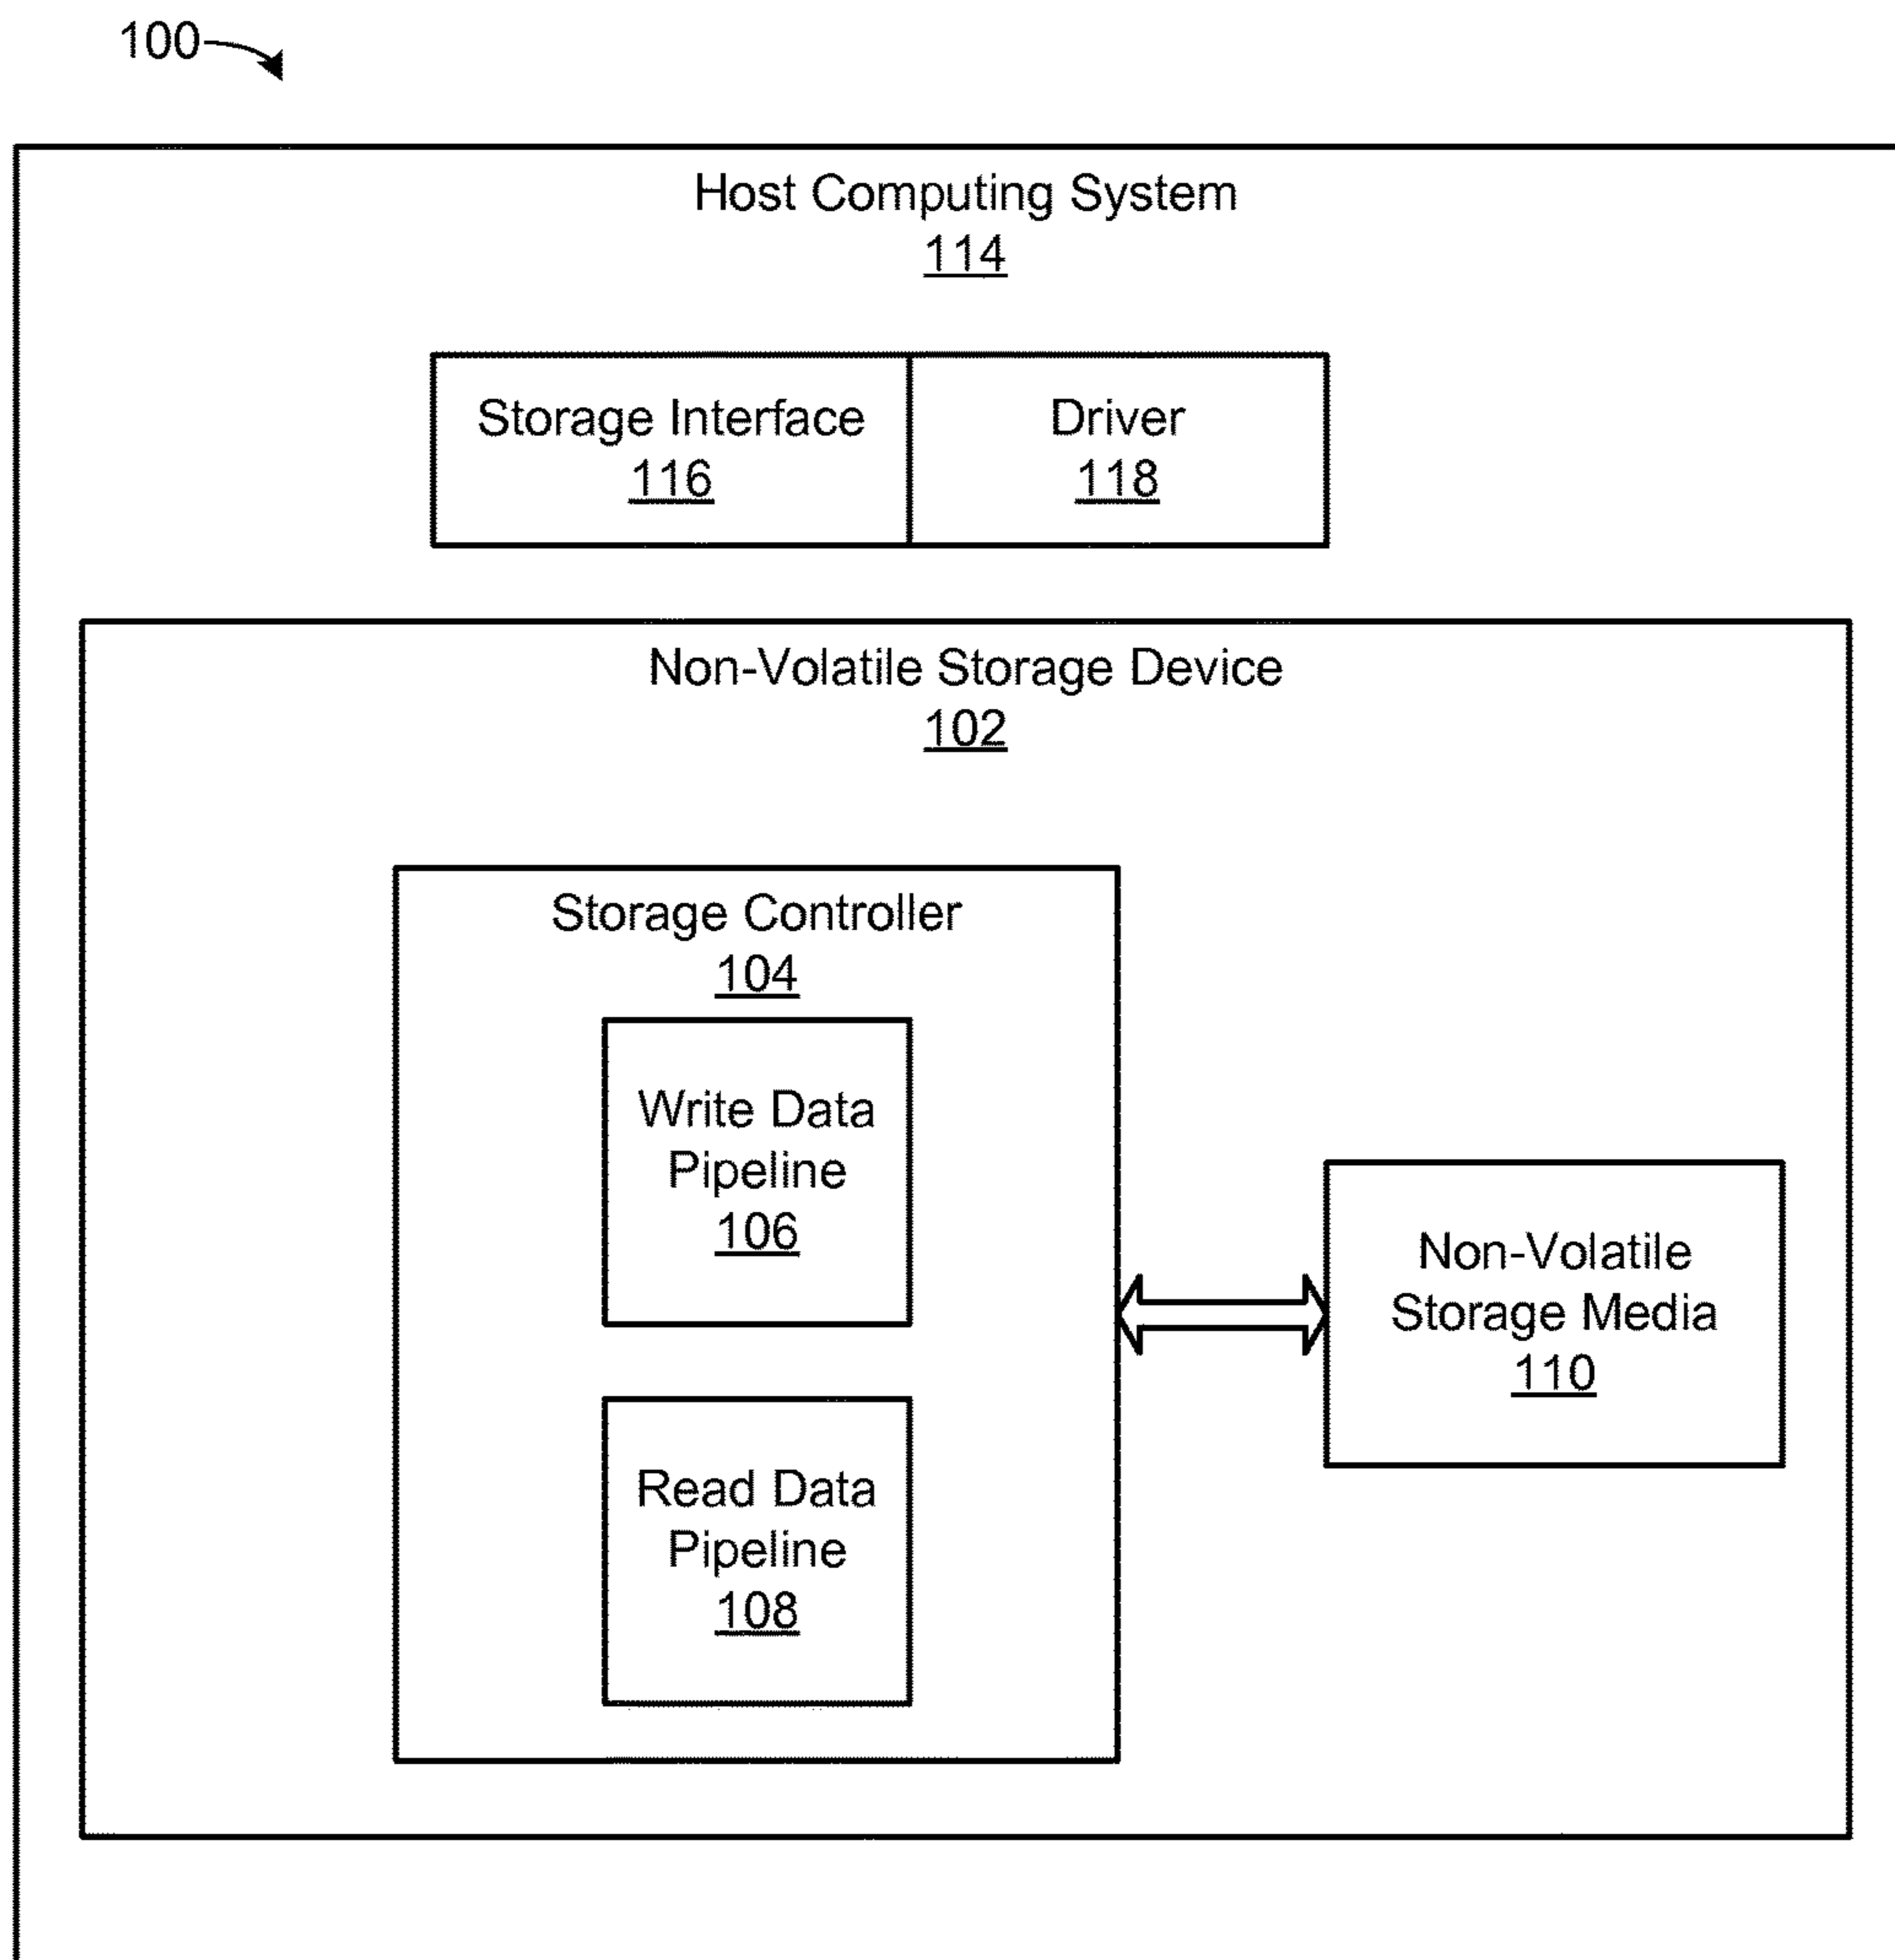 100
Host Computing System
114
Storage Interface
116
Driver
118
Non-Volatile Storage Device
102
Storage Controller
104
Write Data
Pipeline
106
Non-Volatile
Storage Media
110
Read Data
Pipeline
108